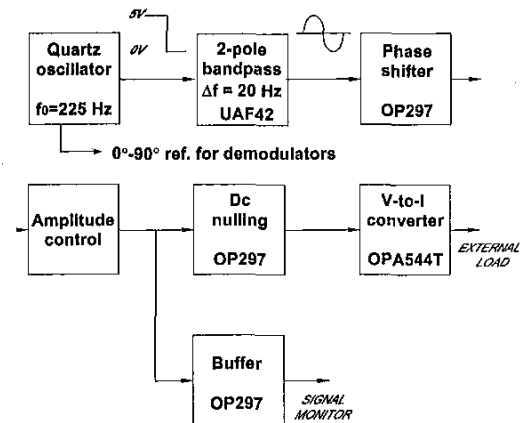 Quartz
oscillator
f0=225 Hz
5V
0V
2-pole
bandpass
Δf = 20 Hz
UAF42
Phase
shifter
OP297
0°-90° ref. for demodulators
Amplitude
control
Dc
nulling
OP297
V-to-I
converter
OPA544T
EXTERNAL
LOAD
Buffer
OP297
SIGNAL
MONITOR